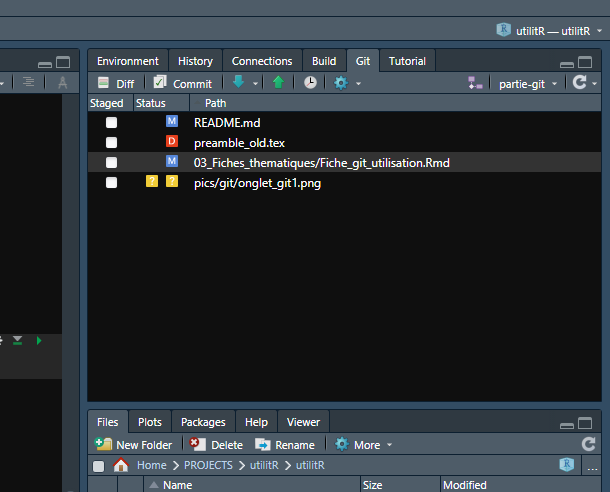 utilitR — utilitR
Environment History Connections Build Git Tutorial
Diff Commit partie-git
Staged Status Path
M README.md
D preamble_old.tex
M 03_Fiches_thematiques/Fiche_git_utilisation.Rmd
? ? pics/git/onglet_git1.png
Files Plots Packages Help Viewer
New Folder Delete Rename More
Home PROJECTS utilitR utilitR ...
Name Size Modified